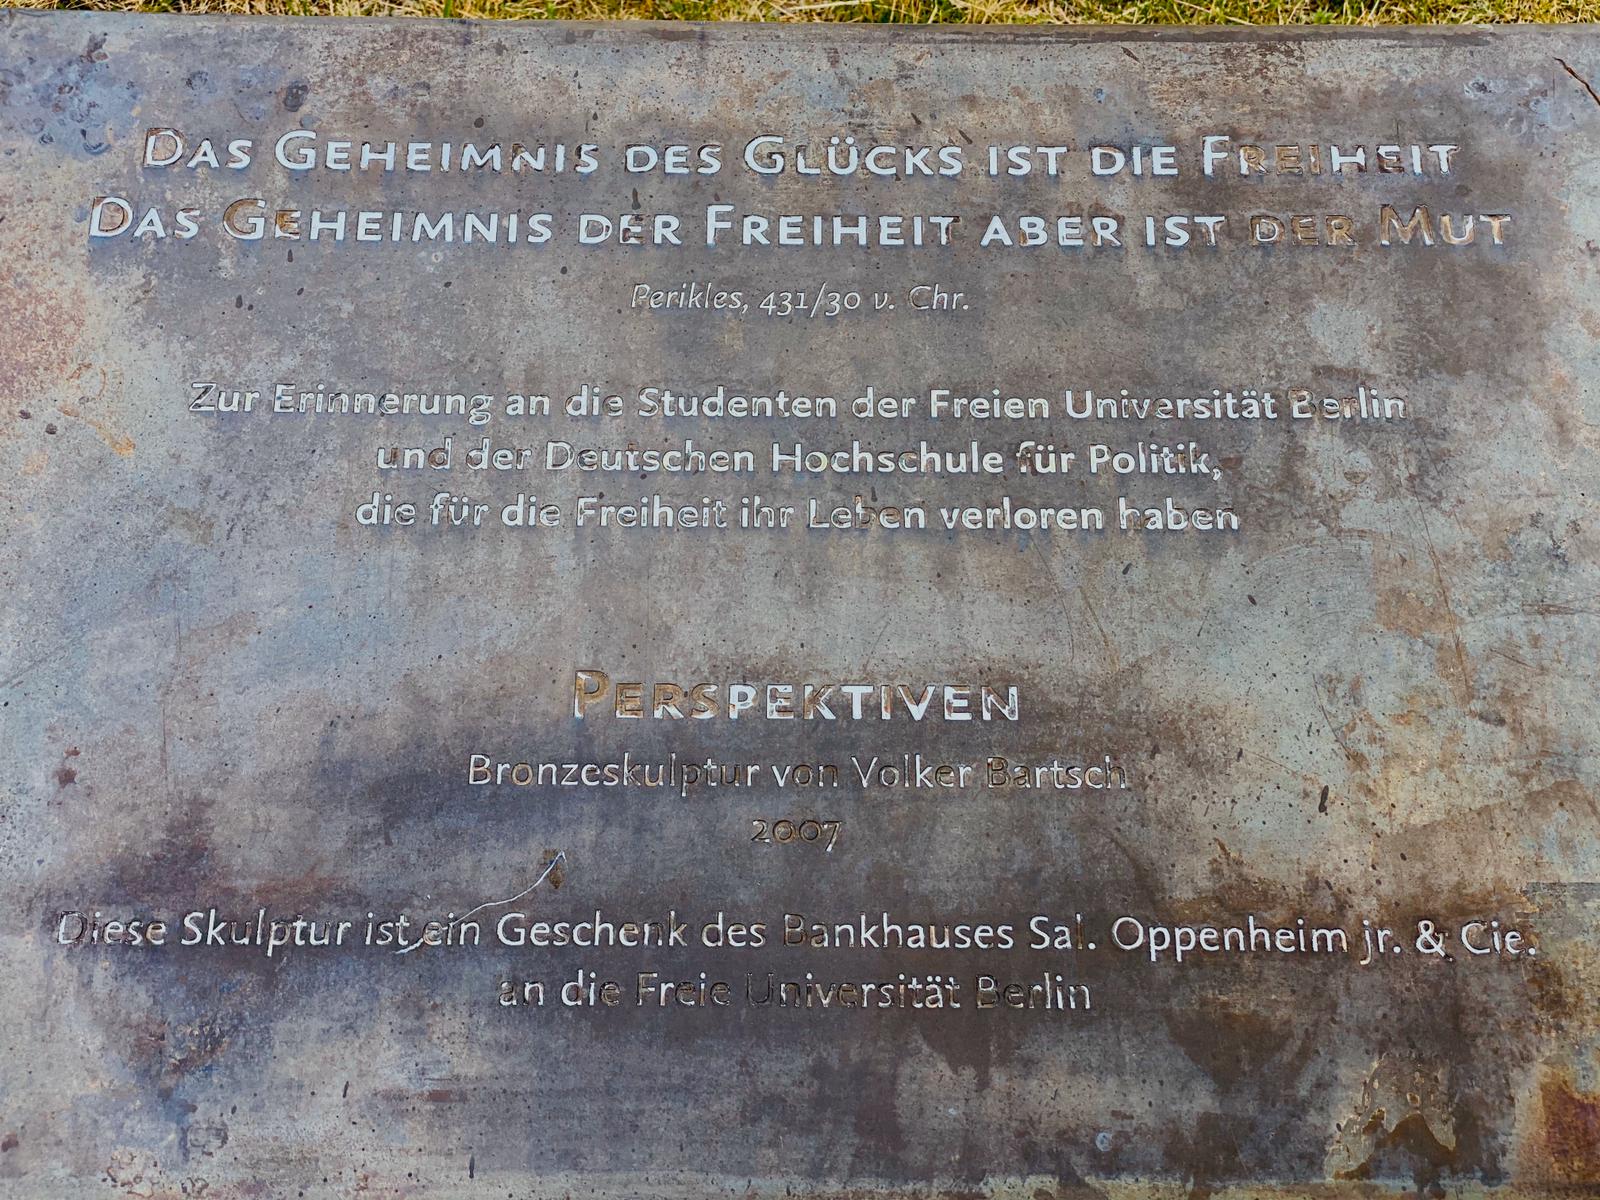 Das Geheimnis des Glücks ist die Freiheit
Das Geheimnis der Freiheit aber ist der Mut
Perikles, 431/30 v. Chr.
Zur Erinnerung an die Studenten der Freien Universität Berlin
und der Deutschen Hochschule für Politik,
die für die Freiheit ihr Leben verloren haben
Perspektiven
Bronzeskulptur von Volker Bartsch
2007
Diese Skulptur ist ein Geschenk des Bankhauses Sal. Oppenheim jr. & Cie.
an die Freie Universität Berlin